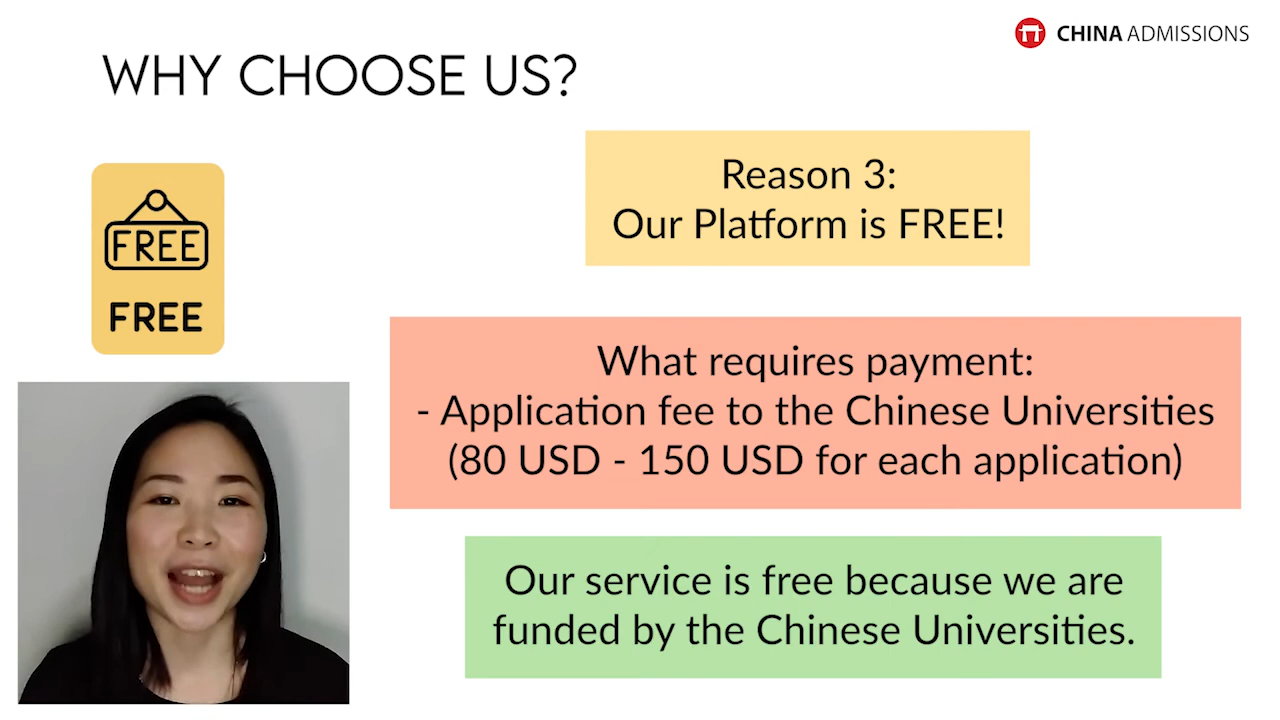 CHINA ADMISSIONS
WHY CHOOSE US?
FREE
FREE
Reason 3:
Our Platform is FREE!
What requires payment:
- Application fee to the Chinese Universities
(80 USD - 150 USD for each application)
Our service is free because we are
funded by the Chinese Universities.